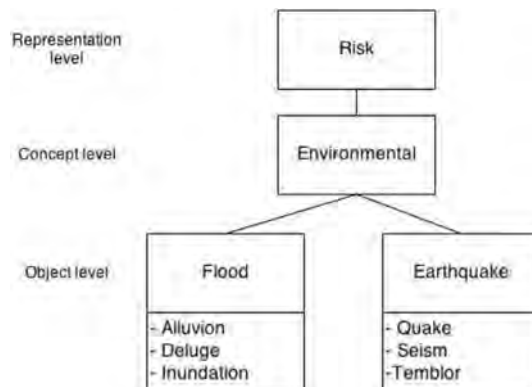 Representation
level
Risk
Concept level
Environmental
Object level
Flood
Earthquake
- Alluvion
- Deluge
- Inundation
- Quake
- Seism
-Temblor